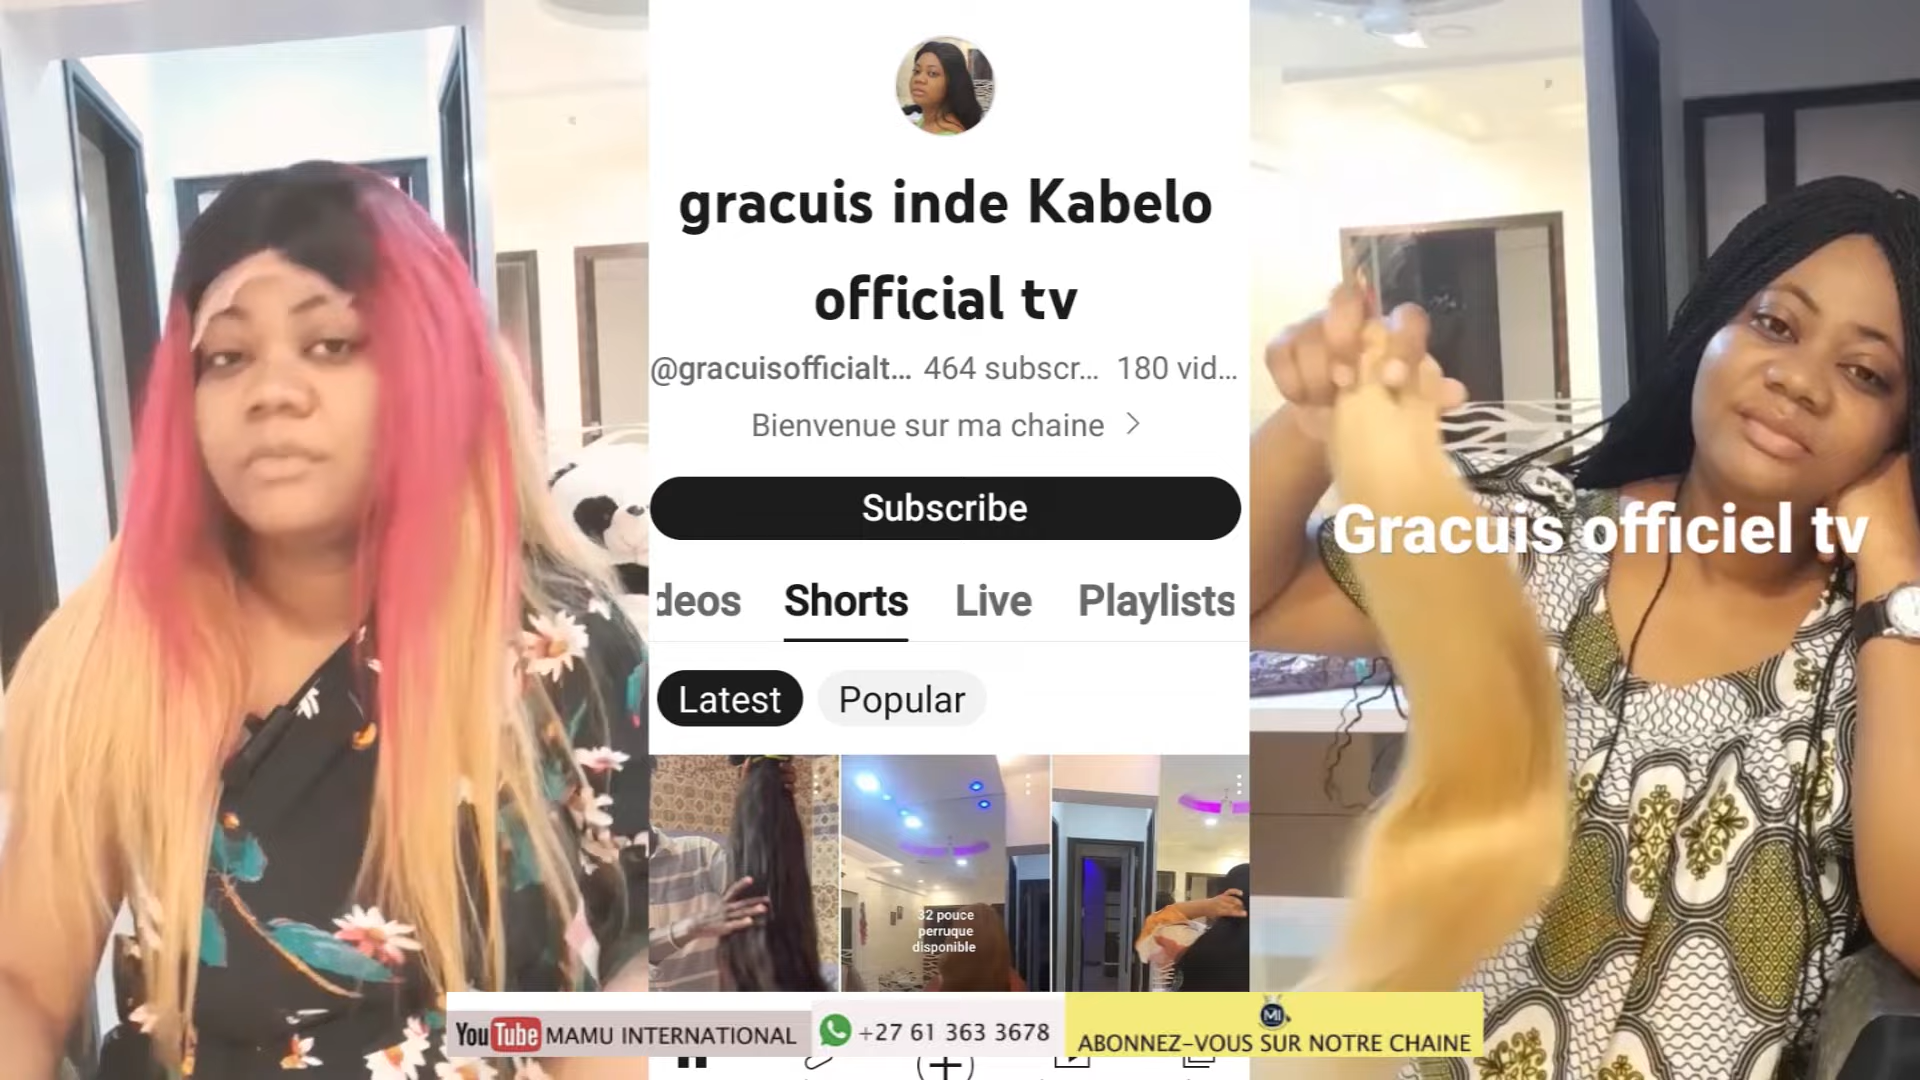 gracuis inde Kabelo
official tv
@gracuisofficialt... 464 subscr... 180 vid...
Bienvenue sur ma chaine
Subscribe
deos Shorts Live Playlists
Latest Popular
32 pouce
perruque
disponible
Gracuis officiel tv
YouTube MAMU INTERNATIONAL
+27 61 363 3678
MI
ABONNEZ-VOUS SUR NOTRE CHAINE